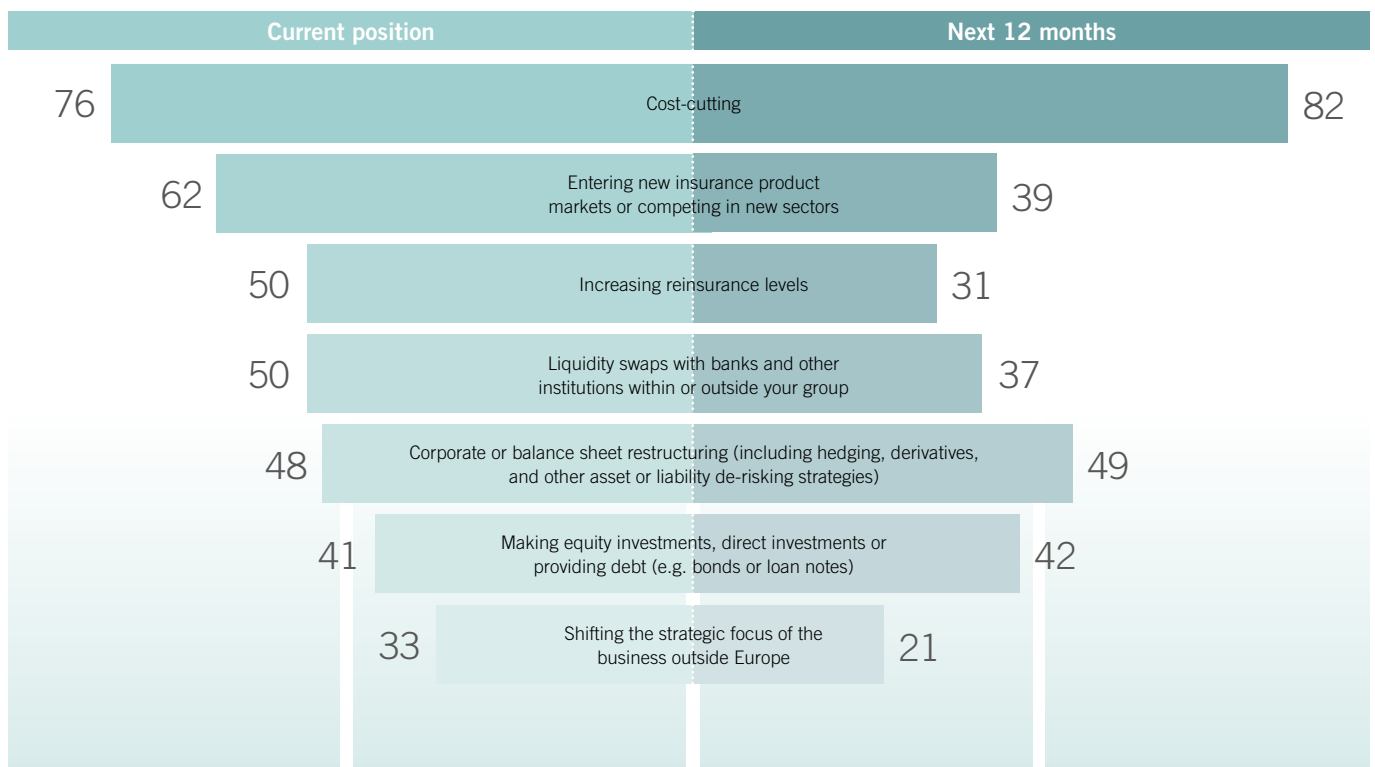 Current position
Next 12 months
76
Cost-cutting
82
62
Entering new insurance product
markets or competing in new sectors
39
50
Increasing reinsurance levels
31
50
Liquidity swaps with banks and other
institutions within or outside your group
37
48
Corporate or balance sheet restructuring (including hedging, derivatives,
and other asset or liability de-risking strategies)
49
41
Making equity investments, direct investments or
providing debt (e.g. bonds or loan notes)
42
33
Shifting the strategic focus of the
business outside Europe
21